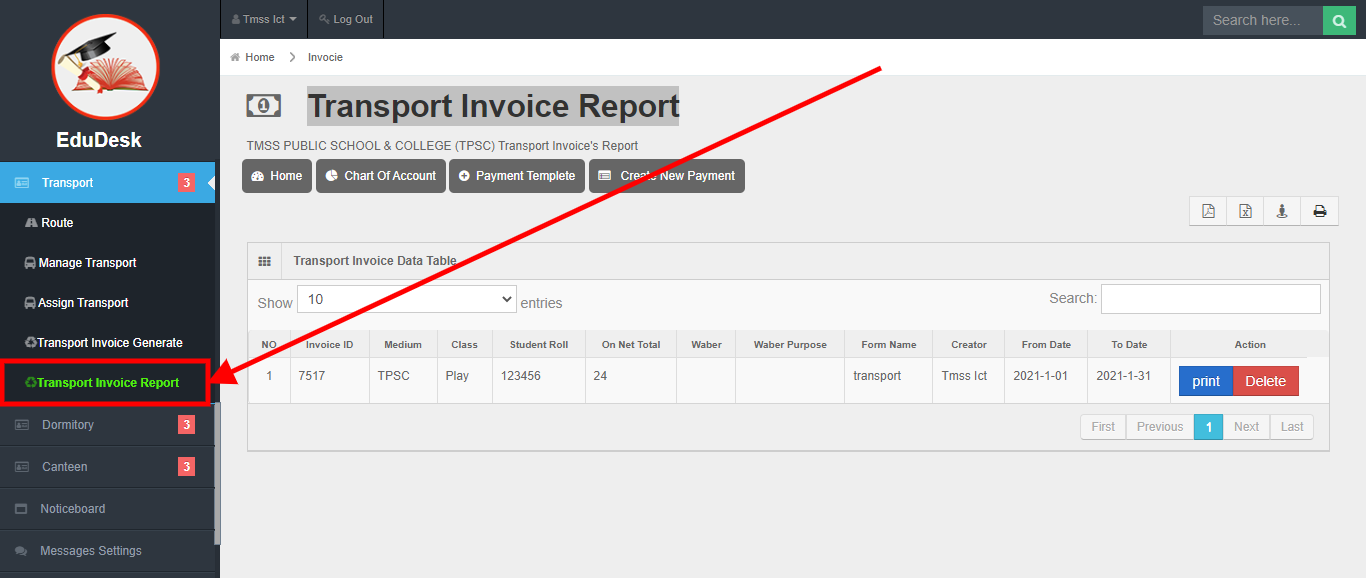 Tmss Ict
Log Out
Search here...
EduDesk
Home
Invocie
Transport Invoice Report
TMSS PUBLIC SCHOOL & COLLEGE (TPSC) Transport Invoice's Report
Home
Chart Of Account
Payment Templete
Create New Payment
Transport 3
Route
Manage Transport
Assign Transport
Transport Invoice Generate
Transport Invoice Report
Dormitory 3
Canteen 3
Noticeboard
Messages Settings
Transport Invoice Data Table
Show 10 entries
Search:
NO Invoice ID Medium Class Student Roll On Net Total Waber Waber Purpose Form Name Creator From Date To Date Action
1 7517 TPSC Play 123456 24 transport Tmss Ict 2021-1-01 2021-1-31 print Delete
First Previous 1 Next Last